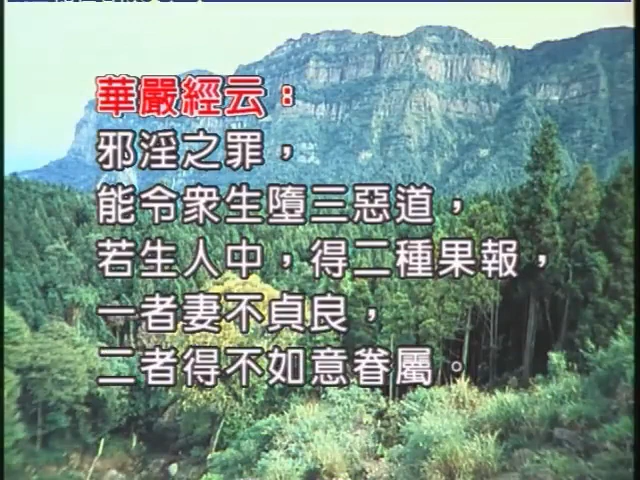 華嚴經云：
邪淫之罪，
能令眾生墮三惡道，
若生人中，得二種果報，
一者妻不貞良，
二者得不如意眷屬。